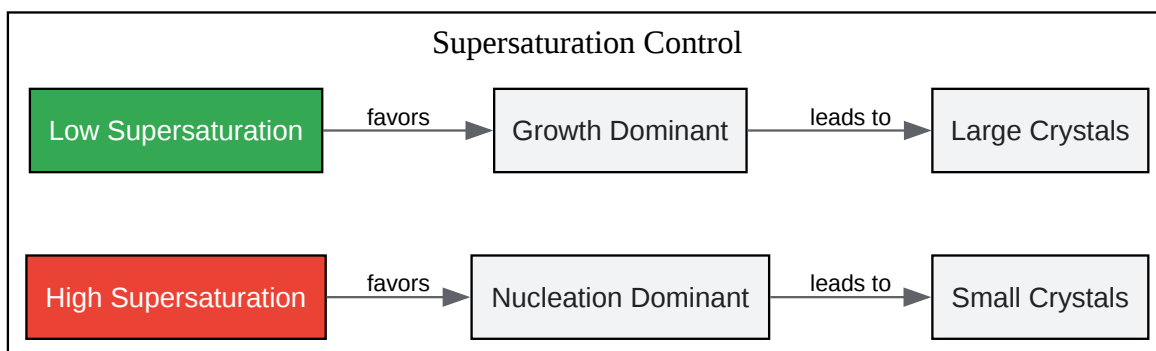 Supersaturation Control
Low Supersaturation
favors
Growth Dominant
leads to
Large Crystals
High Supersaturation
favors
Nucleation Dominant
leads to
Small Crystals